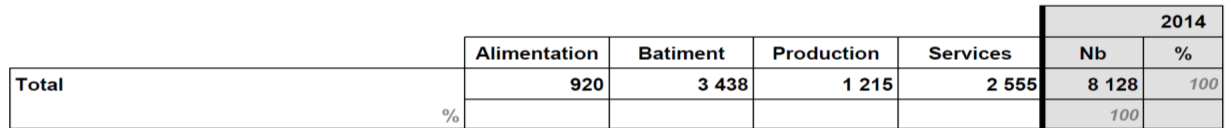 2014
Alimentation Batiment Production Services Nb %
Total 920 3 438 1 215 2 555 8 128 100
% 100